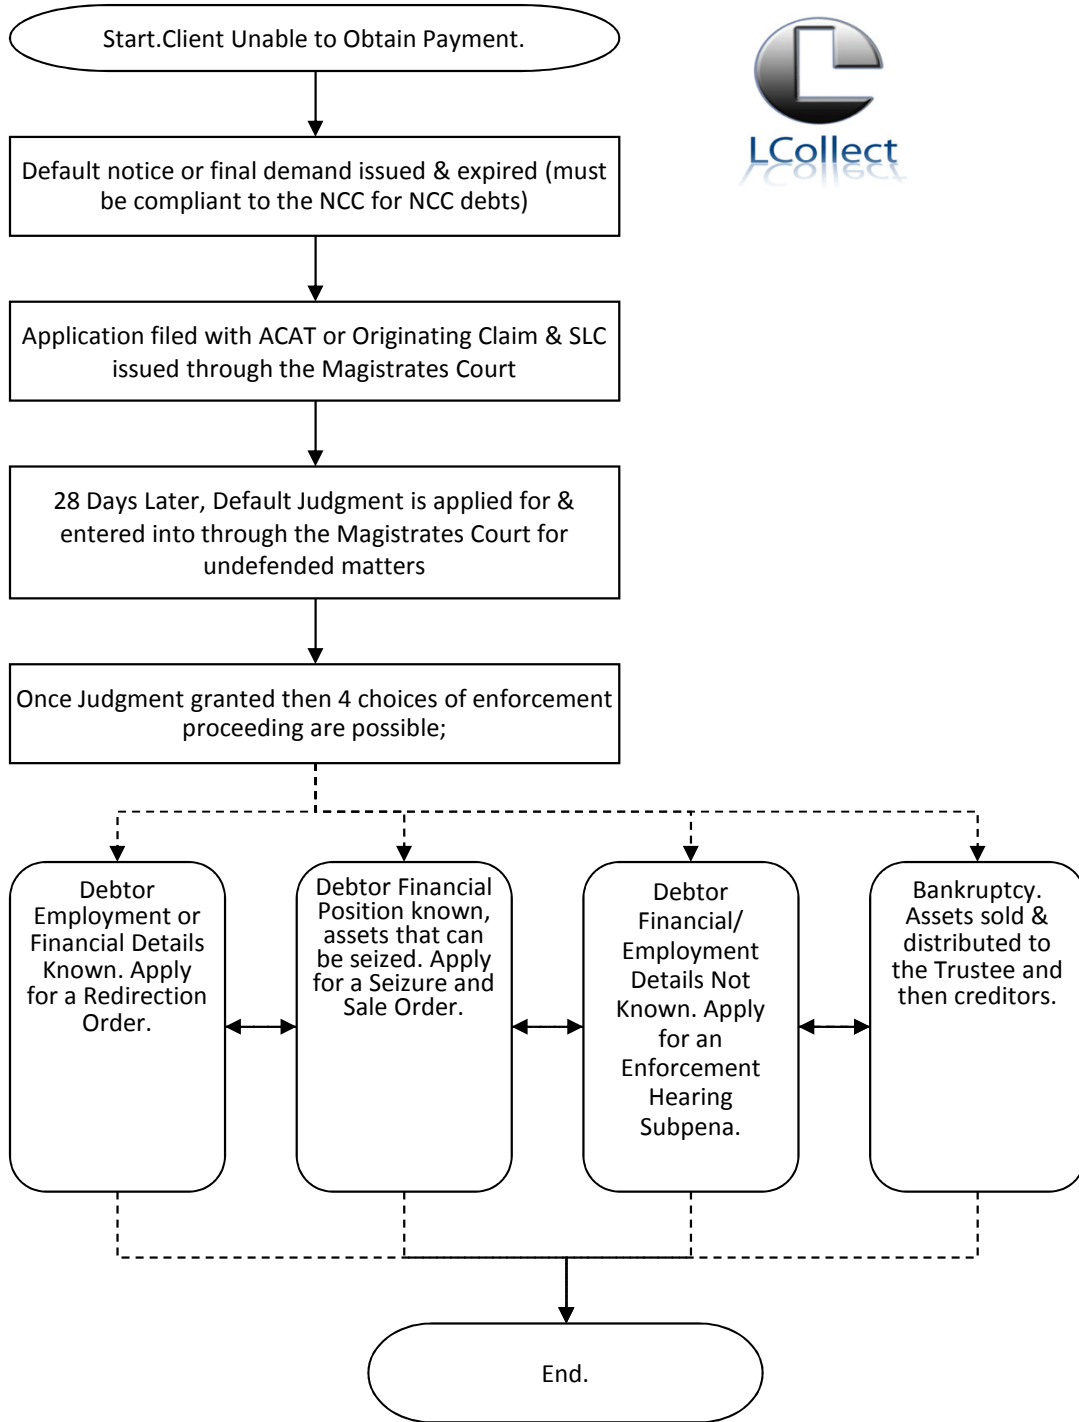 Start.Client Unable to Obtain Payment.
LCollect
Default notice or final demand issued & expired (must
be compliant to the NCC for NCC debts)
Application filed with ACAT or Originating Claim & SLC
issued through the Magistrates Court
28 Days Later, Default Judgment is applied for &
entered into through the Magistrates Court for
undefended matters
Once Judgment granted then 4 choices of enforcement
proceeding are possible;
Debtor
Employment or
Financial Details
Known. Apply
for a Redirection
Order.
Debtor Financial
Position known,
assets that can
be seized. Apply
for a Seizure and
Sale Order.
Debtor
Financial/
Employment
Details Not
Known. Apply
for an
Enforcement
Hearing
Subpena.
Bankruptcy.
Assets sold &
distributed to
the Trustee and
then creditors.
End.